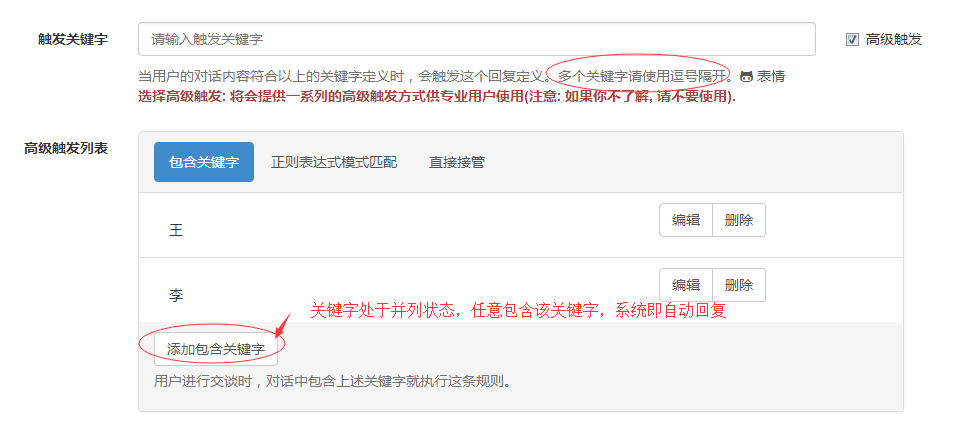 触发关键字
请输入触发关键字
高级触发
当用户的对话内容符合以上的关键字定义时，会触发这个回复定义。多个关键字请使用逗号隔开。 表情
选择高级触发: 将会提供一系列的高级触发方式供专业用户使用(注意: 如果你不了解, 请不要使用).
高级触发列表
包含关键字 正则表达式模式匹配 直接接管
王 编辑 删除
李 编辑 删除
关键字处于并列状态，任意包含该关键字，系统即自动回复
添加包含关键字
用户进行交谈时，对话中包含上述关键字就执行这条规则。